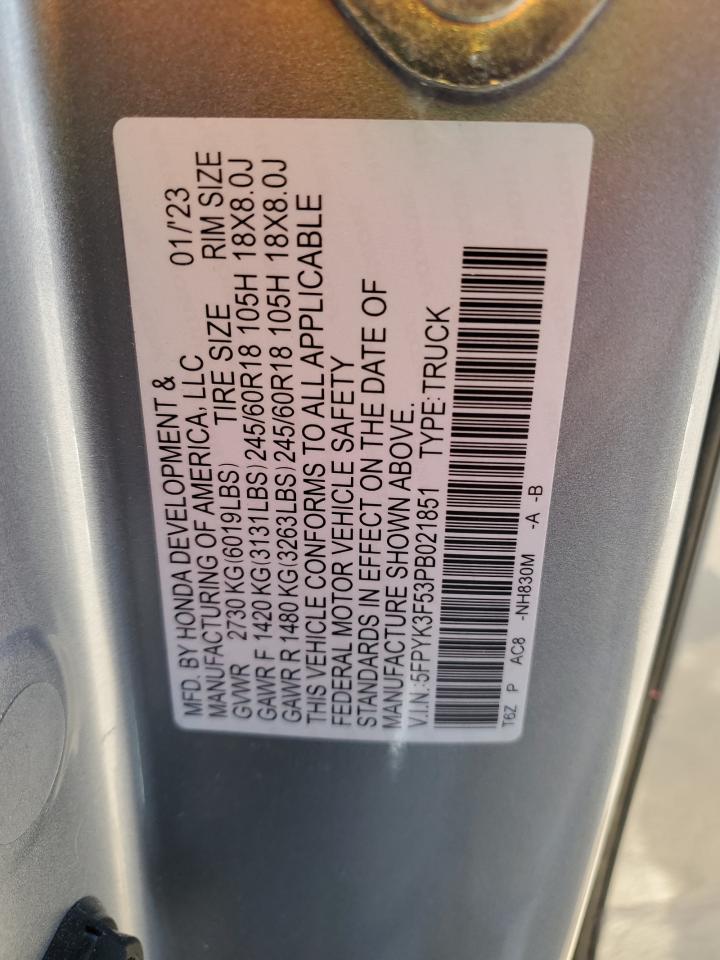 MFD. BY HONDA DEVELOPMENT &
MANUFACTURING OF AMERICA, LLC 01/'23
GVWR 2730 KG(6019LBS) TIRE SIZE RIM SIZE
GAWR F 1420 KG(3131LBS)245/60R18 105H 18X8.0J
GAWR R 1480 KG(3263LBS)245/60R18 105H 18X8.0J
THIS VEHICLE CONFORMS TO ALL APPLICABLE
FEDERAL MOTOR VEHICLE SAFETY
STANDARDS IN EFFECT ON THE DATE OF
MANUFACTURE SHOWN ABOVE.
V.I.N.:5FPYK3F53PB021851 TYPE:TRUCK
T6Z P AC8 -NH830M -A -B